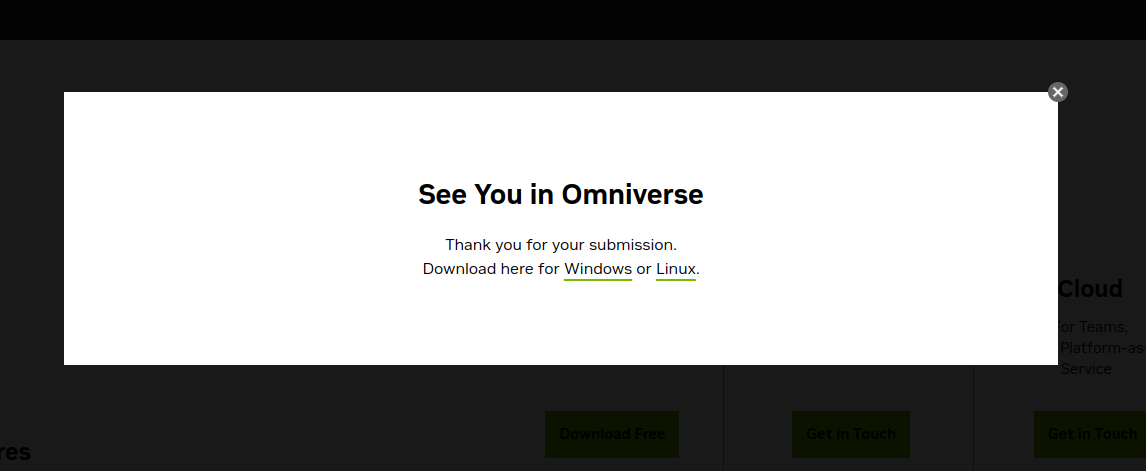 See You in Omniverse
Thank you for your submission.
Download here for Windows or Linux.
Cloud
For Teams,
Platform-as
Service
Download Free
Get in Touch
Get in Touch
res